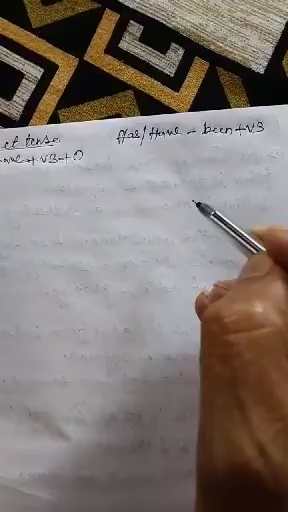 ct tense
ave + V3 + O
Has/Have - been + V3